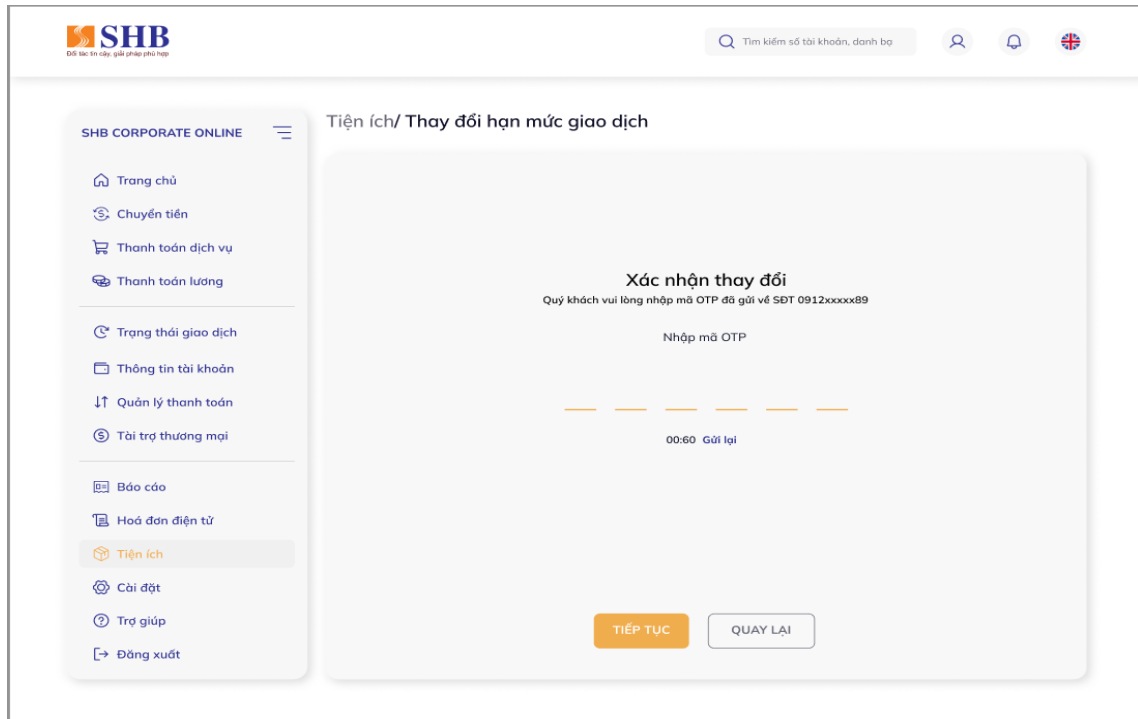 SHB
Đối tác tin cậy, giải pháp phù hợp
Tìm kiếm số tài khoản, danh bạ
SHB CORPORATE ONLINE
Trang chủ
Chuyển tiền
Thanh toán dịch vụ
Thanh toán lương
Trạng thái giao dịch
Thông tin tài khoản
Quản lý thanh toán
Tài trợ thương mại
Báo cáo
Hoá đơn điện tử
Tiện ích
Cài đặt
Trợ giúp
Đăng xuất
Tiện ích/ Thay đổi hạn mức giao dịch
Xác nhận thay đổi
Quý khách vui lòng nhập mã OTP đã gửi về SĐT 0912xxxxx89
Nhập mã OTP
00:60 Gửi lại
TIẾP TỤC
QUAY LẠI